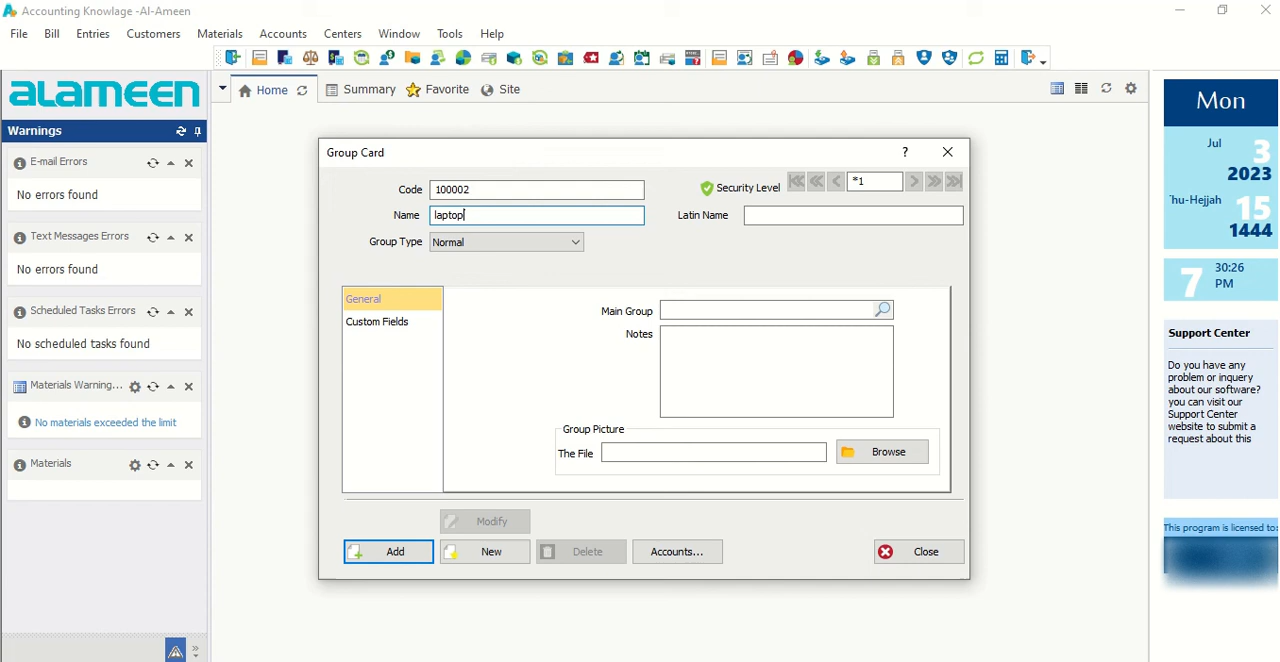 Accounting Knowlage -Al-Ameen
File Bill Entries Customers Materials Accounts Centers Window Tools Help
ALAMEEN
Home Summary Favorite Site
Warnings
E-mail Errors
No errors found
Text Messages Errors
No errors found
Scheduled Tasks Errors
No scheduled tasks found
Materials Warning...
No materials exceeded the limit
Materials
Group Card
?
Code 100002
Security Level
*1
Name laptop
Latin Name
Group Type Normal
General
Custom Fields
Main Group
Notes
Group Picture
The File
Browse
Modify
Add New Delete Accounts... Close
Mon
Jul 3
2023
'hu-Hejjah 15
1444
7 30:26
PM
Support Center
Do you have any
problem or inquery
about our software?
you can visit our
Support Center
website to submit a
request about this
This program is licensed to: